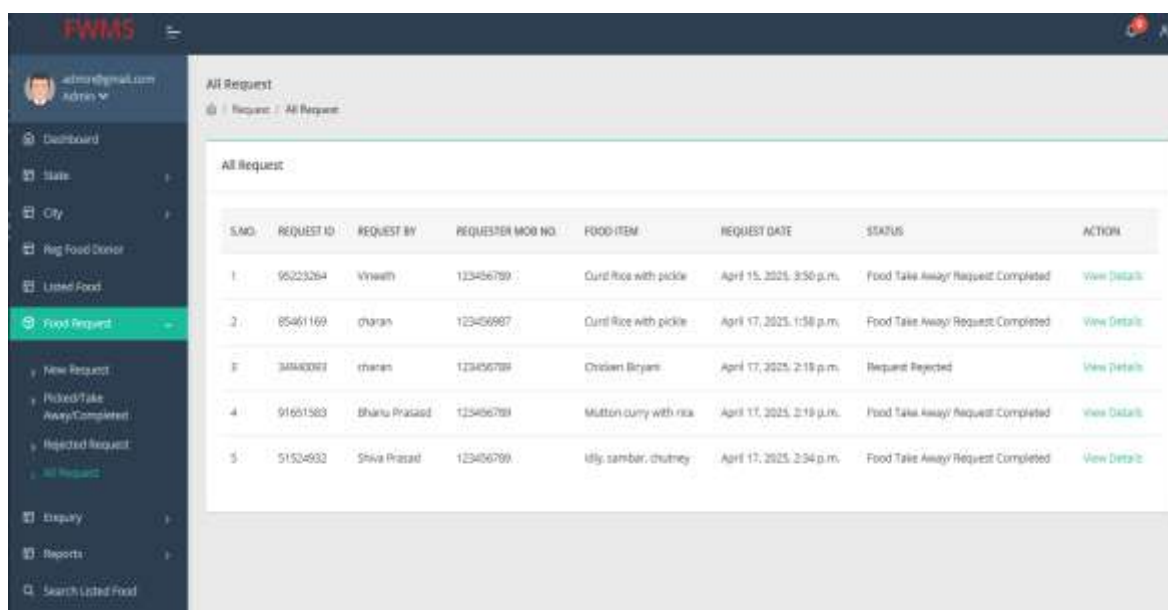 FWMS
admin@gmail.com
Admin
Dashboard
State
City
Reg Food Donor
Listed Food
Food Request
New Request
Picked/Take
Away/Completed
Rejected Request
All Request
Enquiry
Reports
Search Listed Food
All Request
/ Request / All Request
All Request
S.NO. REQUEST ID REQUEST BY REQUESTER MOB NO. FOOD ITEM REQUEST DATE STATUS ACTION
1 95223264 123456789 Curd Rice with pickle April 15, 2025, 3:50 p.m. Food Take Away/ Request Completed View Details
2 85461169 charan 123456987 Curd Rice with pickle April 17, 2025, 1:58 p.m. Food Take Away/ Request Completed View Details
3 charan 123456789 Chicken Biryani April 17, 2025, 2:18 p.m. Request Rejected View Details
4 91651583 Bhanu Prasasd 123456789 Mutton curry with rice April 17, 2025, 2:19 p.m. Food Take Away/ Request Completed View Details
5 51524932 Shiva Prasad 123456789 Idly, sambar, chutney April 17, 2025, 2:34 p.m. Food Take Away/ Request Completed View Details